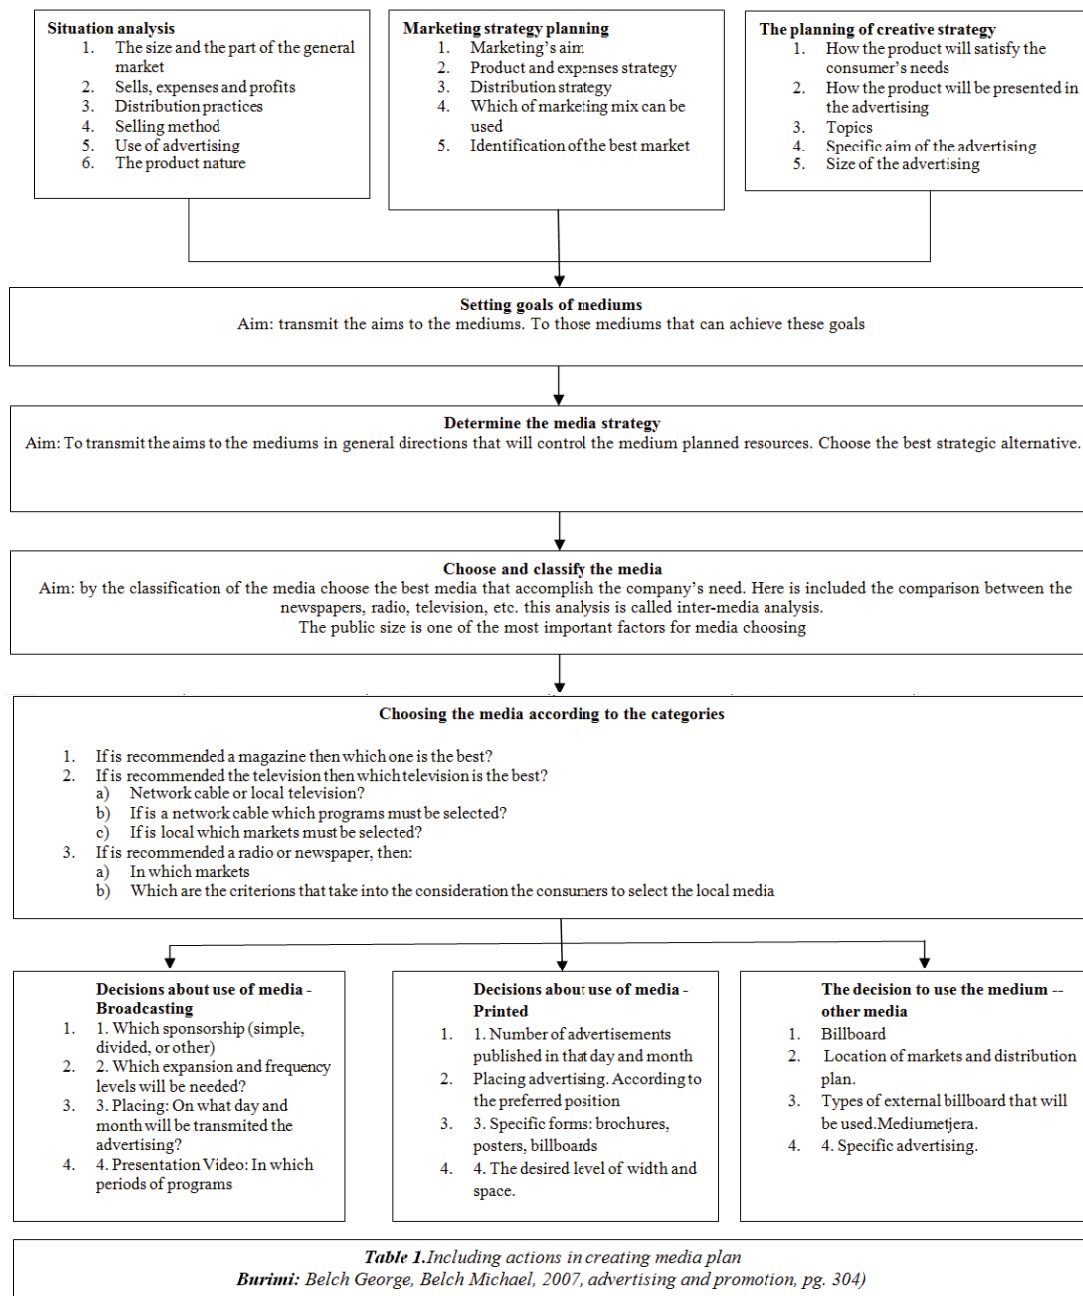 Situation analysis
1. The size and the part of the general
market
2. Sells, expenses and profits
3. Distribution practices
4. Selling method
5. Use of advertising
6. The product nature
Marketing strategy planning
1. Marketing's aim
2. Product and expenses strategy
3. Distribution strategy
4. Which of marketing mix can be
used
5. Identification of the best market
The planning of creative strategy
1. How the product will satisfy the
consumer's needs
2. How the product will be presented in
the advertising
3. Topics
4. Specific aim of the advertising
5. Size of the advertising
Setting goals of mediums
Aim: transmit the aims to the mediums. To those mediums that can achieve these goals
Determine the media strategy
Aim: To transmit the aims to the mediums in general directions that will control the medium planned resources. Choose the best strategic alternative.
Choose and classify the media
Aim: by the classification of the media choose the best media that accomplish the company's need. Here is included the comparison between the
newspapers, radio, television, etc. this analysis is called inter-media analysis.
The public size is one of the most important factors for media choosing
Choosing the media according to the categories
1. If is recommended a magazine then which one is the best?
2. If is recommended the television then which television is the best?
a) Network cable or local television?
b) If is a network cable which programs must be selected?
c) If is local which markets must be selected?
3. If is recommended a radio or newspaper, then:
a) In which markets
b) Which are the criterions that take into the consideration the consumers to select the local media
Decisions about use of media -
Broadcasting
1. 1. Which sponsorship (simple,
divided, or other)
2. 2. Which expansion and frequency
levels will be needed?
3. 3. Placing: On what day and
month will be transmited the
advertising?
4. 4. Presentation Video: In which
periods of programs
Decisions about use of media -
Printed
1. 1. Number of advertisements
published in that day and month
2. Placing advertising. According to
the preferred position
3. 3. Specific forms: brochures,
posters, billboards
4. 4. The desired level of width and
space.
The decision to use the medium --
other media
1. Billboard
2. Location of markets and distribution
plan.
3. Types of external billboard that will
be used.Mediumetjera.
4. 4. Specific advertising.
Table 1.Including actions in creating media plan
Burimi: Belch George, Belch Michael, 2007, advertising and promotion, pg. 304)